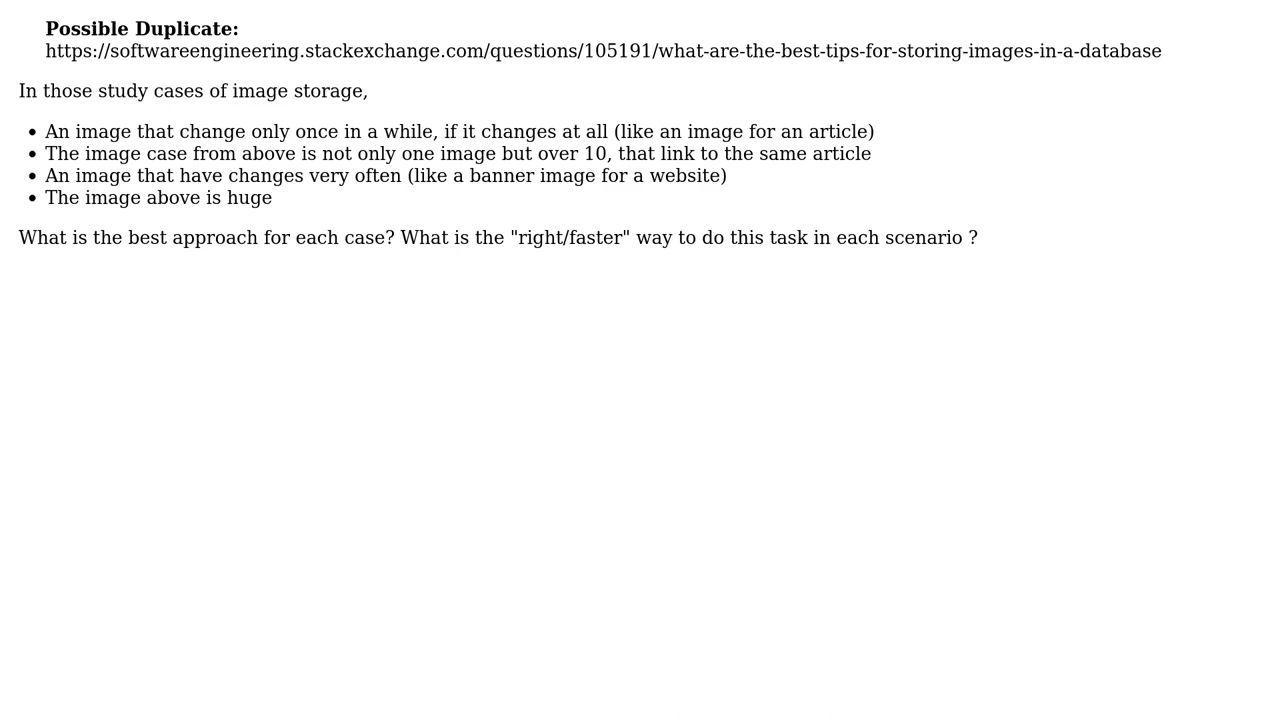 Possible Duplicate:
https://softwareengineering.stackexchange.com/questions/105191/what-are-the-best-tips-for-storing-images-in-a-database
In those study cases of image storage,
• An image that change only once in a while, if it changes at all (like an image for an article)
• The image case from above is not only one image but over 10, that link to the same article
• An image that have changes very often (like a banner image for a website)
• The image above is huge
What is the best approach for each case? What is the "right/faster" way to do this task in each scenario ?